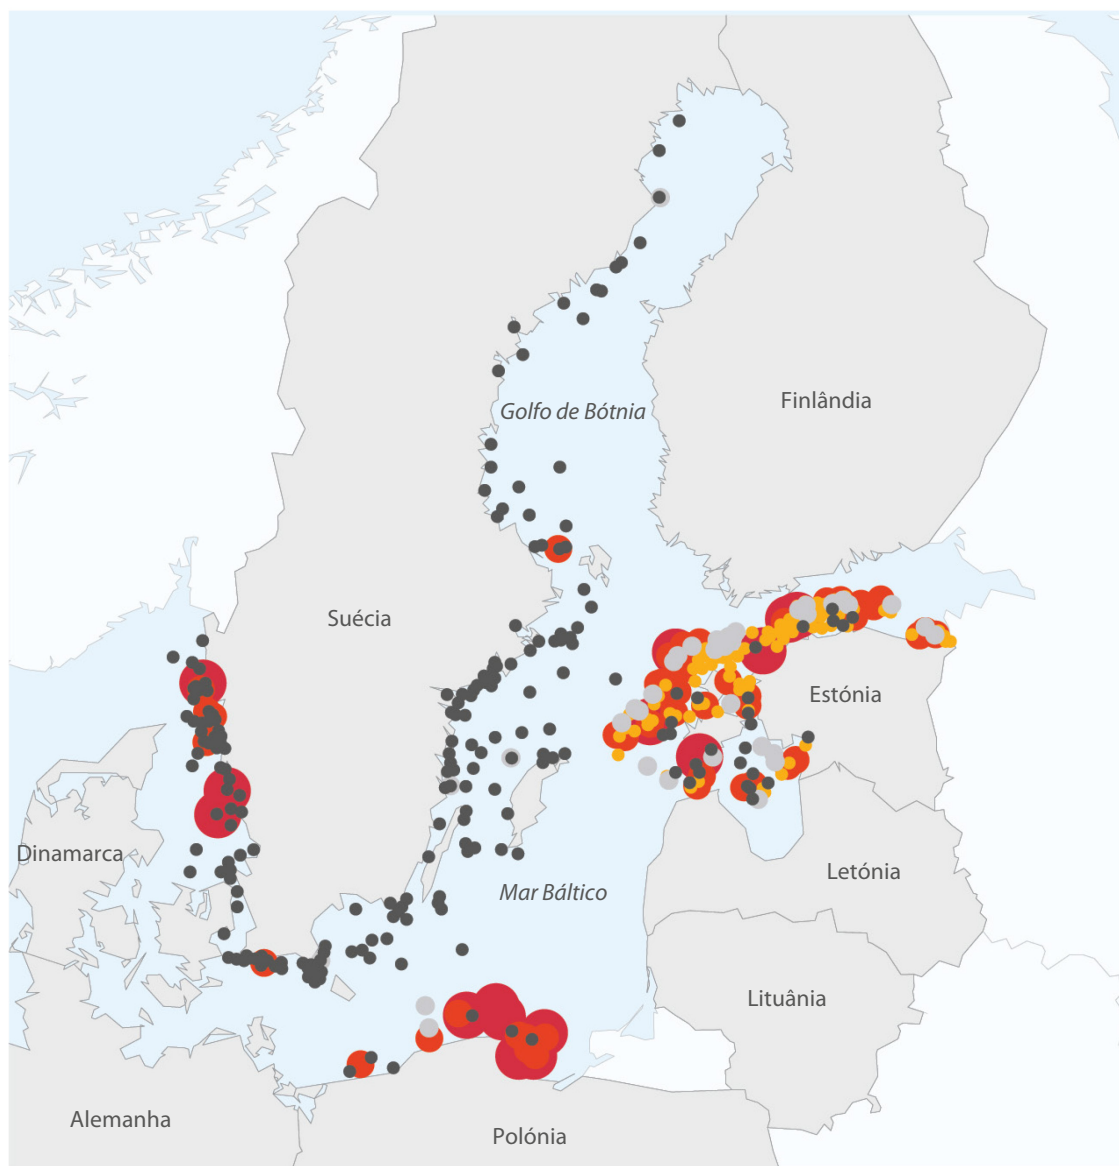 Golfo de Bótnia
Finlândia
Suécia
Estónia
Dinamarca
Letónia
Mar Báltico
Lituânia
Alemanha
Polónia